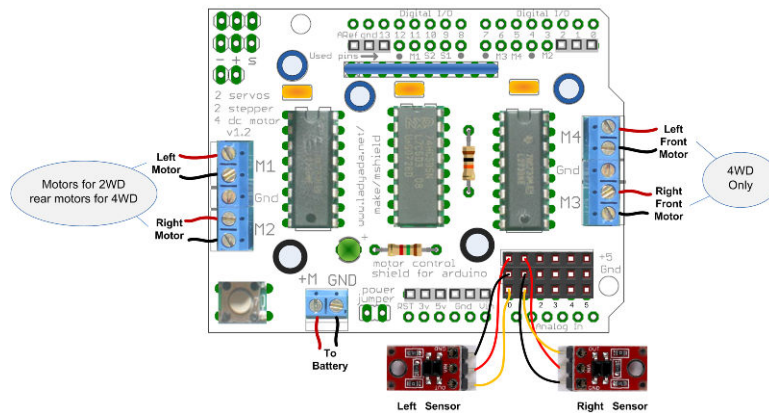 Digital I/O Digital I/O
ARef gnd 13 12 11 10 9 8 7 6 5 4 3 2 1 0
Used pins M1 S2 S1 M3 M4 M2
- + S
2 servos
2 stepper
4 dc motor
v1.2
www.ladyada.net/
make/mshield
Left
Motor
M1
Gnd
Right
Motor
M2
Motors for 2WD
rear motors for 4WD
M4
Left
Front
Motor
Gnd
M3
Right
Front
Motor
4WD
Only
+
motor control
shield for arduino
+M GND
power
jumper
+5
Gnd
RST 3v 5v Gnd
0 2 3 4 5
Analog In
To
Battery
GND OUT
OUT GND
Left Sensor
Right Sensor